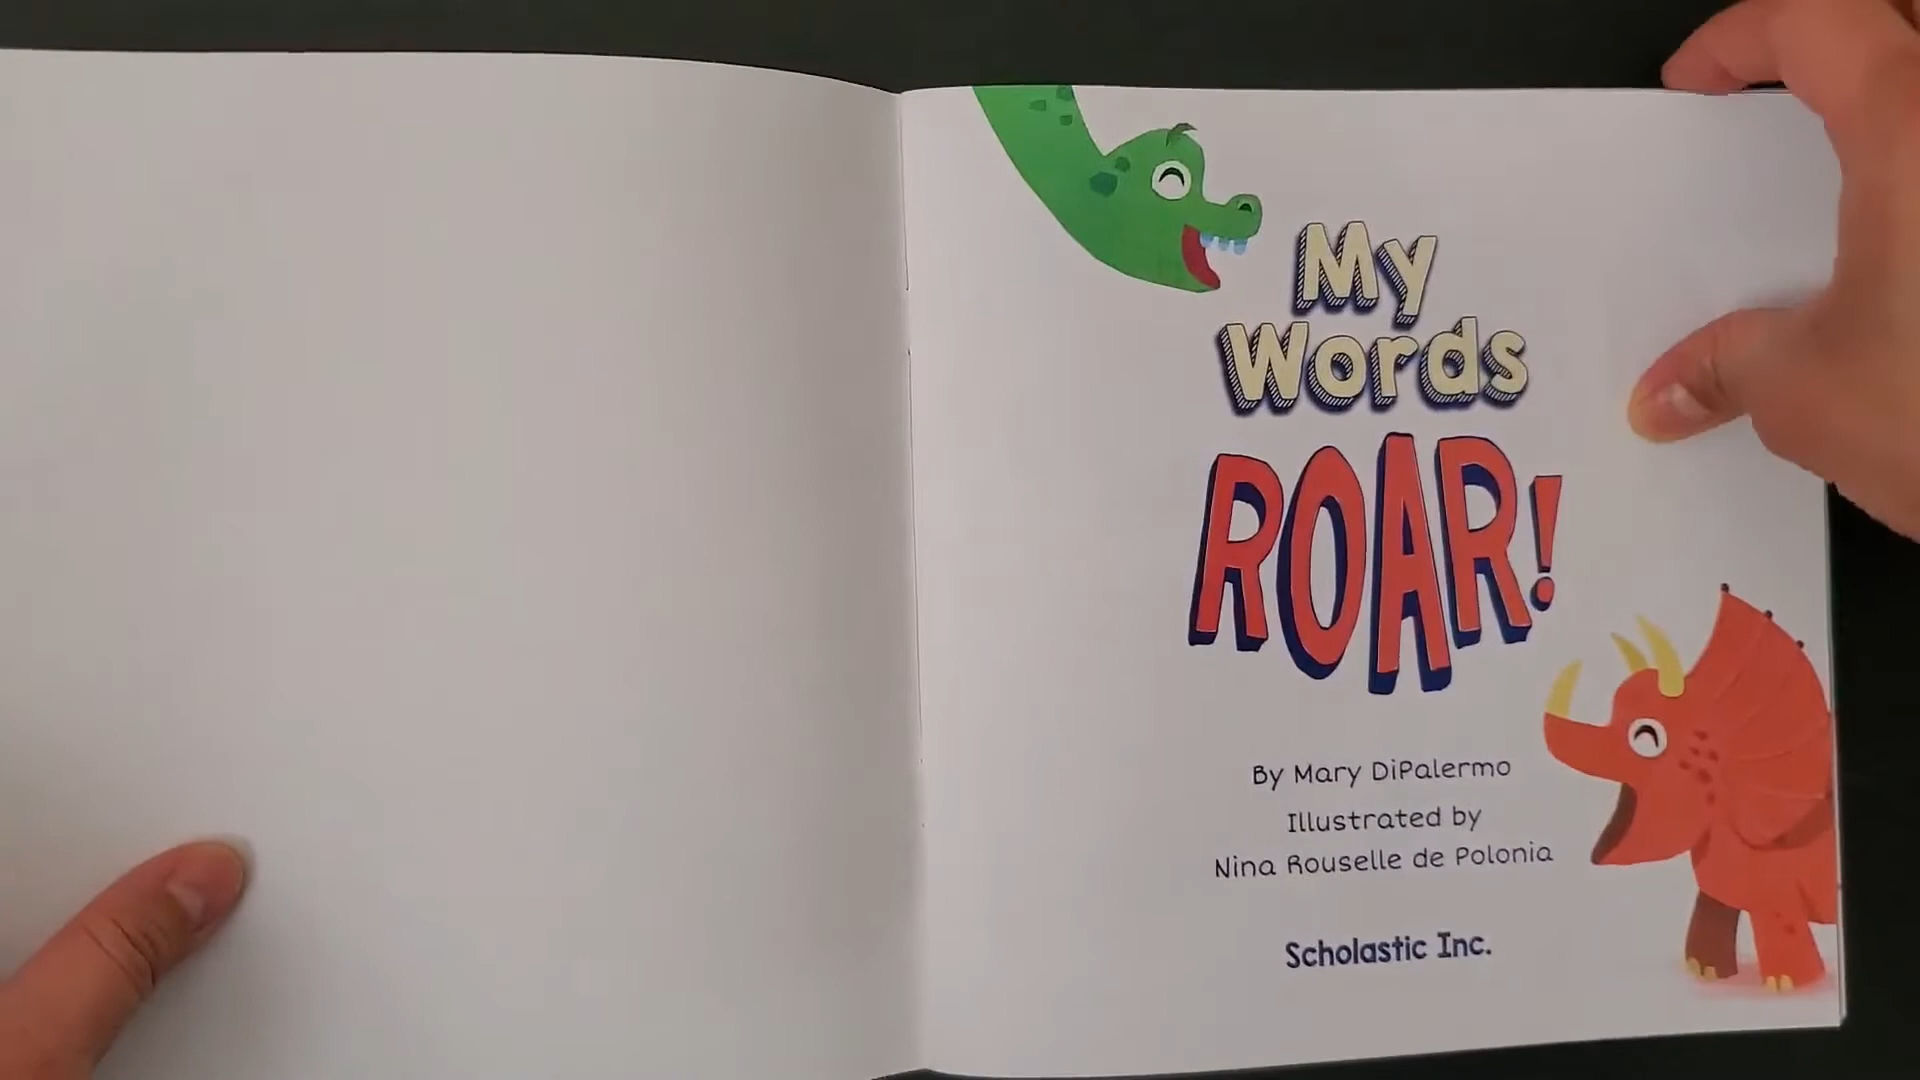 My
Words
ROAR!
By Mary DiPalermo
Illustrated by
Nina Rouselle de Polonia
Scholastic Inc.